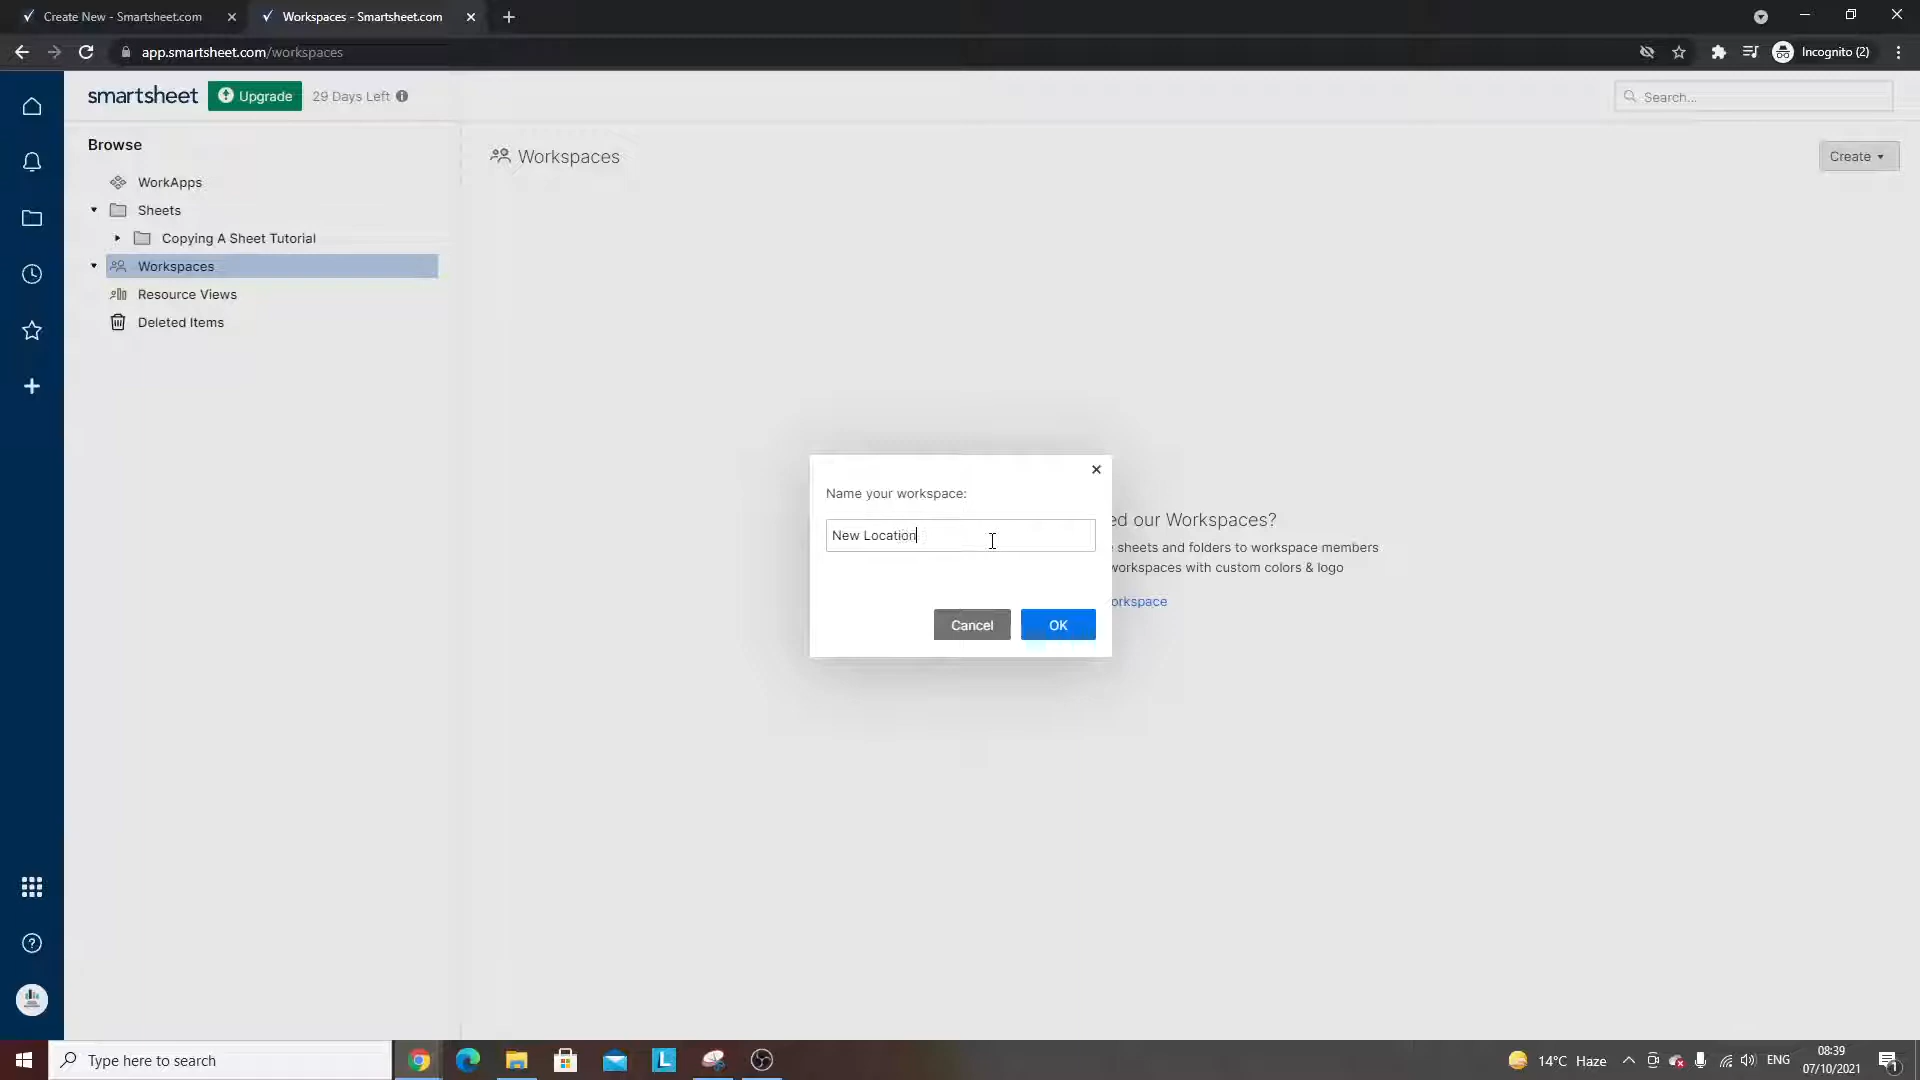 Create New - Smartsheet.com
Workspaces - Smartsheet.com
app.smartsheet.com/workspaces
Incognito (2)
smartsheet
Upgrade
29 Days Left
Search...
Browse
Workspaces
Create
WorkApps
Sheets
Copying A Sheet Tutorial
Workspaces
Resource Views
Deleted Items
Name your workspace:
New Location
our Workspaces?
sheets and folders to workspace members
workspaces with custom colors & logo
Cancel
OK
Type here to search
14°C Haze
ENG
08:39
07/10/2021
1